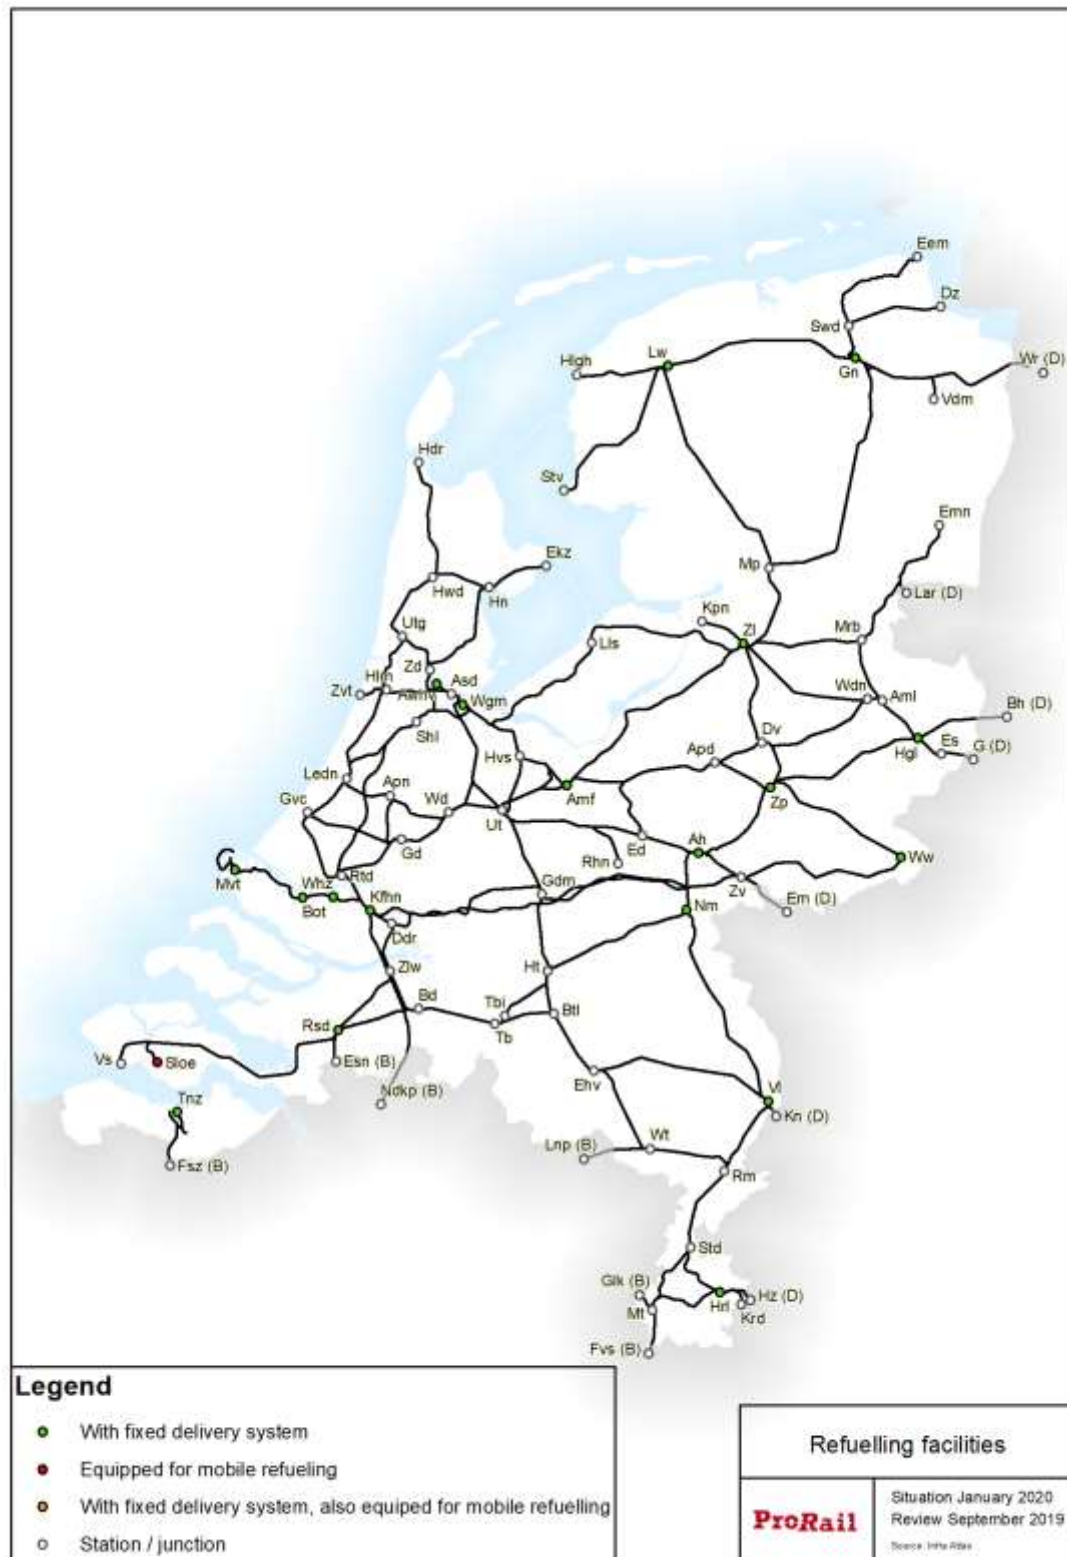 Eem
Dz
Swd
Hlgh
Lw
Gn
Wr (D)
Vdm
Hdr
Stv
Emn
Ekz
Mp
Hwd
Hn
Lar (D)
Kpn
Utg
Lls
Zl
Mrb
Zd
Hlm
Asd
Wdn
Aml
Zvt
Wgm
Bh (D)
Shl
Dv
Es
G (D)
Hvs
Apd
Hgl
Ledn
Apn
Amf
Zp
Gvc
Wd
Ut
Ah
Gd
Ed
Ww
Rhn
Mvt
Whz
Rtd
Zv
Bot
Kfhn
Gdm
Em (D)
Nm
Ddr
Zlw
Ht
Bd
Tbi
Btl
Rsd
Tb
Vs
Sloe
Esn (B)
Ehv
Ndkp (B)
Vl
Tnz
Kn (D)
Lnp (B)
Wt
Fsz (B)
Rm
Std
Glk (B)
Hz (D)
Mt
Hrl
Krd
Fvs (B)
Legend
With fixed delivery system
Equipped for mobile refueling
With fixed delivery system, also equiped for mobile refuelling
Station / junction
Refuelling facilities
ProRail
Situation January 2020
Review September 2019
Source: Infra Atlas